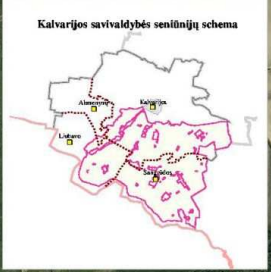 Kalvarijos savivaldybės seniūnijų schema
Akmenynų
Kalvarija
Liubavo
Sangrūdos